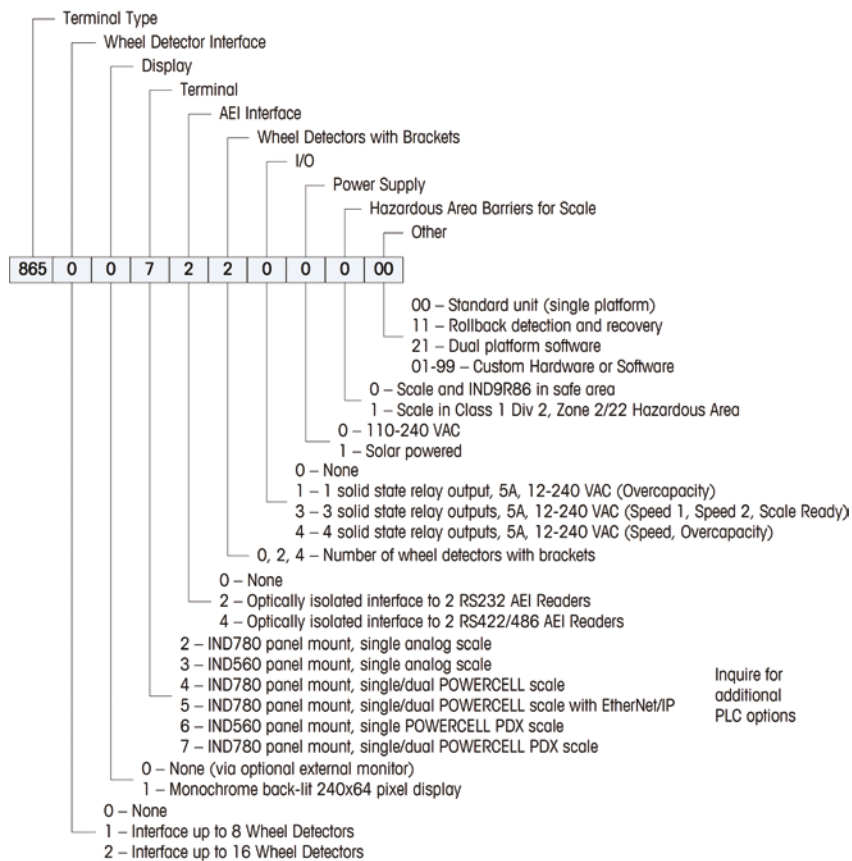 Terminal Type
Wheel Detector Interface
Display
Terminal
AEI Interface
Wheel Detectors with Brackets
I/O
Power Supply
Hazardous Area Barriers for Scale
Other
865 0 0 7 2 2 0 0 0 00
00 – Standard unit (single platform)
11 – Rollback detection and recovery
21 – Dual platform software
01-99 – Custom Hardware or Software
0 – Scale and IND9R86 in safe area
1 – Scale in Class 1 Div 2, Zone 2/22 Hazardous Area
0 – 110-240 VAC
1 – Solar powered
0 – None
1 – 1 solid state relay output, 5A, 12-240 VAC (Overcapacity)
3 – 3 solid state relay outputs, 5A, 12-240 VAC (Speed 1, Speed 2, Scale Ready)
4 – 4 solid state relay outputs, 5A, 12-240 VAC (Speed, Overcapacity)
0, 2, 4 – Number of wheel detectors with brackets
0 – None
2 – Optically isolated interface to 2 RS232 AEI Readers
4 – Optically isolated interface to 2 RS422/486 AEI Readers
2 – IND780 panel mount, single analog scale
3 – IND560 panel mount, single analog scale
4 – IND780 panel mount, single/dual POWERCELL scale
5 – IND780 panel mount, single/dual POWERCELL scale with EtherNet/IP
6 – IND560 panel mount, single POWERCELL PDX scale
7 – IND780 panel mount, single/dual POWERCELL PDX scale
Inquire for
additional
PLC options
0 – None (via optional external monitor)
1 – Monochrome back-lit 240x64 pixel display
0 – None
1 – Interface up to 8 Wheel Detectors
2 – Interface up to 16 Wheel Detectors